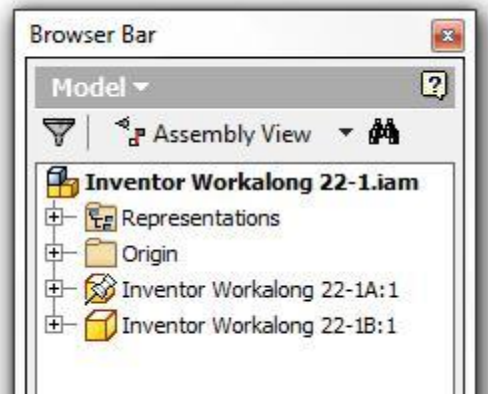 Browser Bar
Model
Assembly View
Inventor Workalong 22-1.iam
Representations
Origin
Inventor Workalong 22-1A:1
Inventor Workalong 22-1B:1